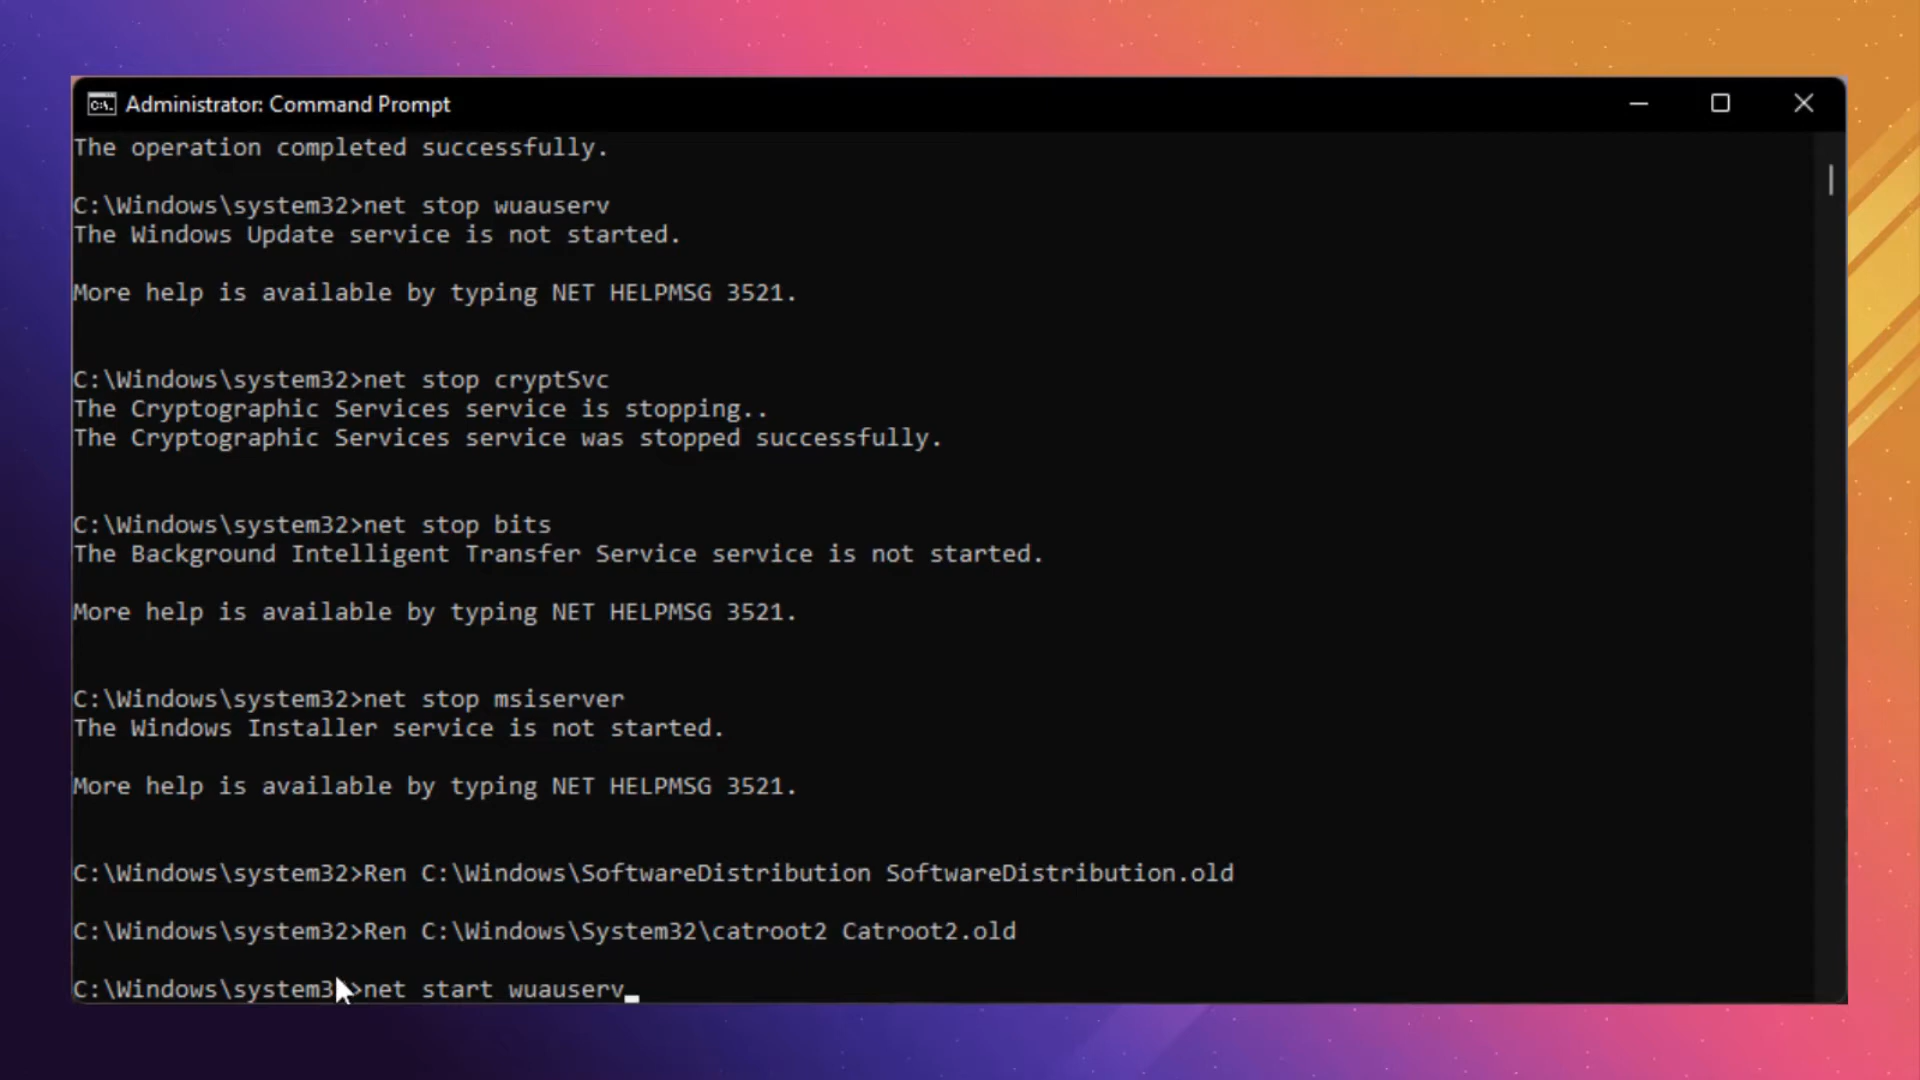 Administrator: Command Prompt
The operation completed successfully.
C:\Windows\system32>net stop wuauserv
The Windows Update service is not started.
More help is available by typing NET HELPMSG 3521.
C:\Windows\system32>net stop cryptSvc
The Cryptographic Services service is stopping..
The Cryptographic Services service was stopped successfully.
C:\Windows\system32>net stop bits
The Background Intelligent Transfer Service service is not started.
More help is available by typing NET HELPMSG 3521.
C:\Windows\system32>net stop msiserver
The Windows Installer service is not started.
More help is available by typing NET HELPMSG 3521.
C:\Windows\system32>Ren C:\Windows\SoftwareDistribution SoftwareDistribution.old
C:\Windows\system32>Ren C:\Windows\System32\catroot2 Catroot2.old
C:\Windows\system32>net start wuauserv